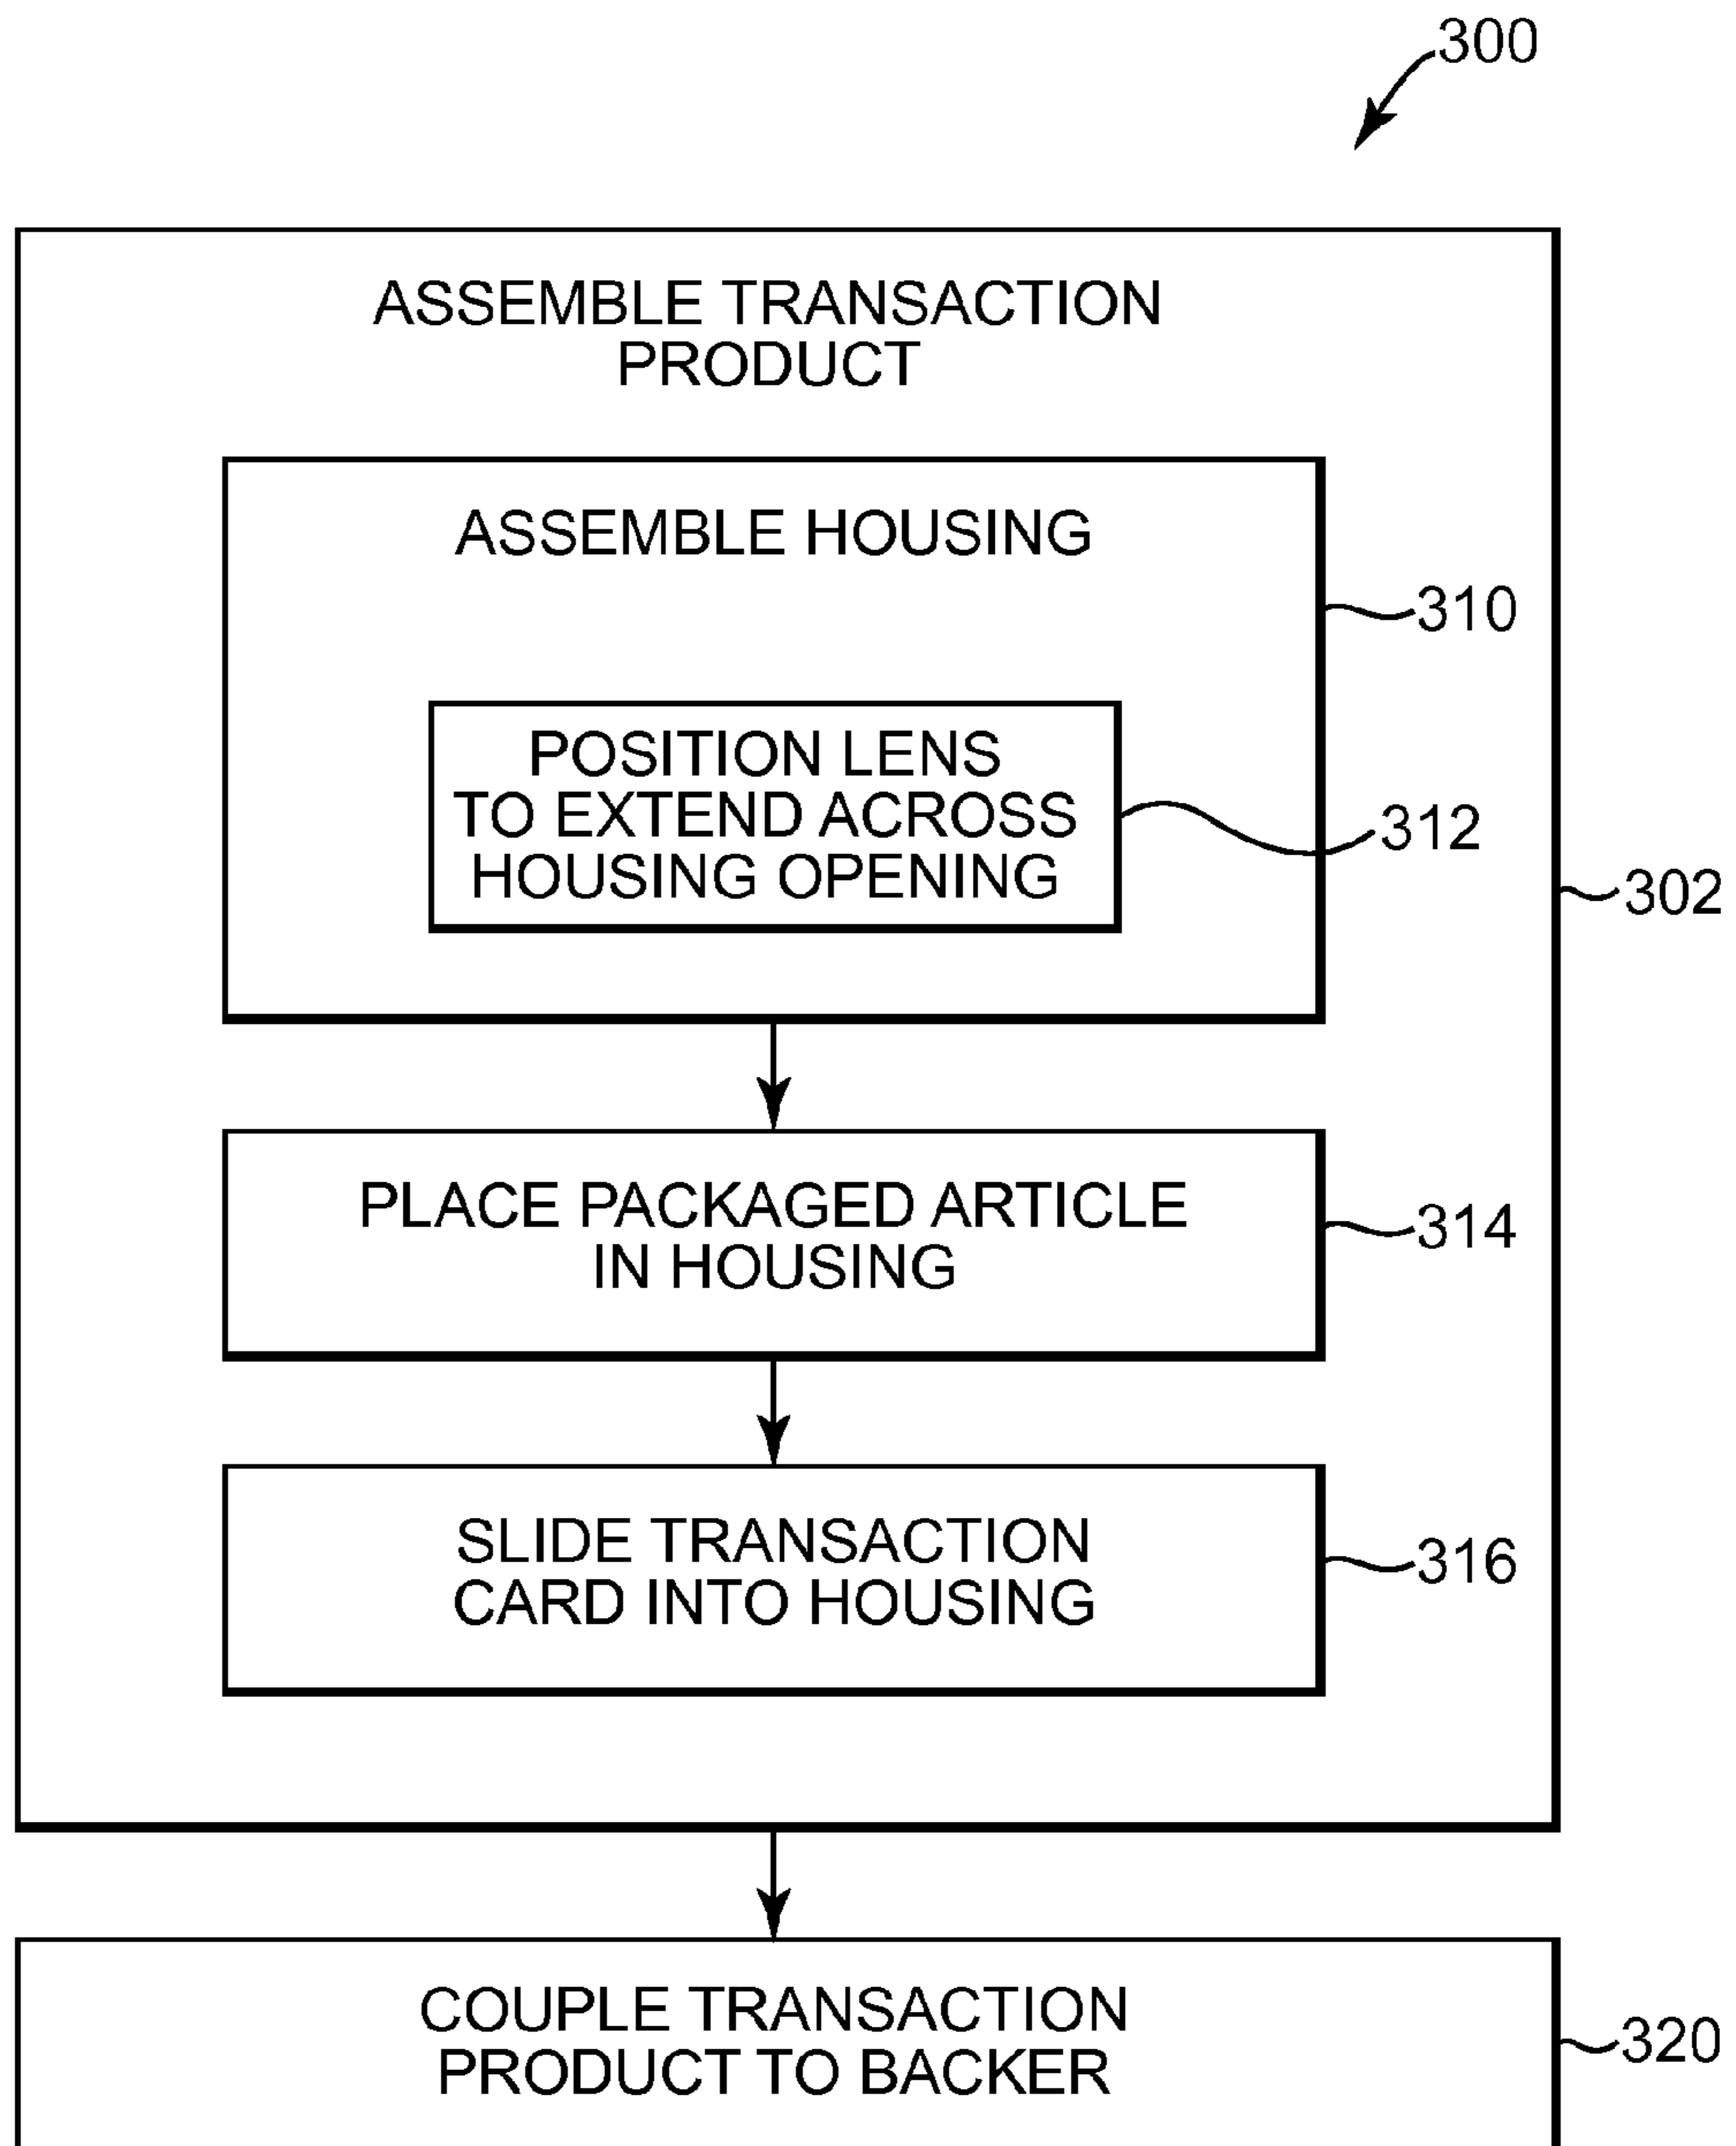 300
ASSEMBLE TRANSACTION
PRODUCT
ASSEMBLE HOUSING
310
POSITION LENS
TO EXTEND ACROSS
HOUSING OPENING
312
302
PLACE PACKAGED ARTICLE
IN HOUSING
314
SLIDE TRANSACTION
CARD INTO HOUSING
316
COUPLE TRANSACTION
PRODUCT TO BACKER
320